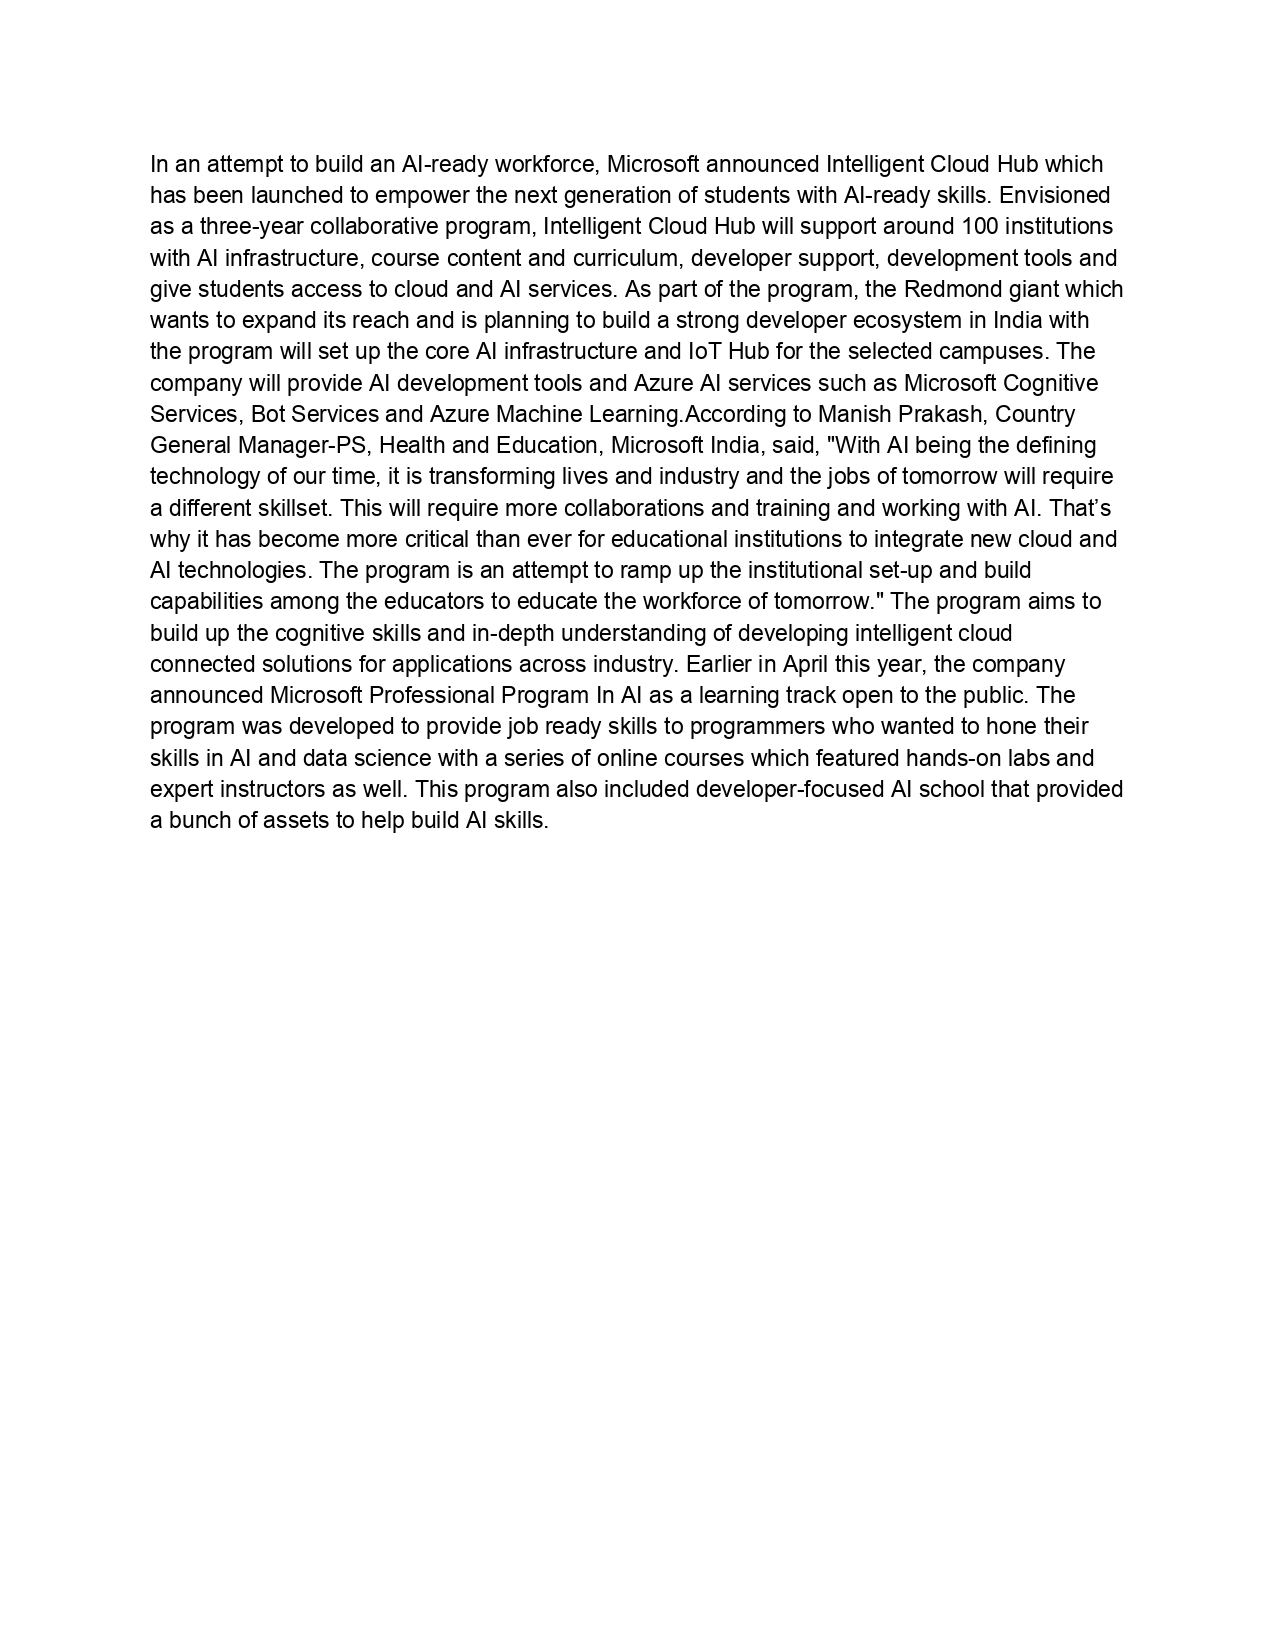 In an attempt to build an AI-ready workforce, Microsoft announced Intelligent Cloud Hub which
has been launched to empower the next generation of students with AI-ready skills. Envisioned
as a three-year collaborative program, Intelligent Cloud Hub will support around 100 institutions
with AI infrastructure, course content and curriculum, developer support, development tools and
give students access to cloud and AI services. As part of the program, the Redmond giant which
wants to expand its reach and is planning to build a strong developer ecosystem in India with
the program will set up the core AI infrastructure and IoT Hub for the selected campuses. The
company will provide AI development tools and Azure AI services such as Microsoft Cognitive
Services, Bot Services and Azure Machine Learning.According to Manish Prakash, Country
General Manager-PS, Health and Education, Microsoft India, said, "With AI being the defining
technology of our time, it is transforming lives and industry and the jobs of tomorrow will require
a different skillset. This will require more collaborations and training and working with AI. That’s
why it has become more critical than ever for educational institutions to integrate new cloud and
AI technologies. The program is an attempt to ramp up the institutional set-up and build
capabilities among the educators to educate the workforce of tomorrow." The program aims to
build up the cognitive skills and in-depth understanding of developing intelligent cloud
connected solutions for applications across industry. Earlier in April this year, the company
announced Microsoft Professional Program In AI as a learning track open to the public. The
program was developed to provide job ready skills to programmers who wanted to hone their
skills in AI and data science with a series of online courses which featured hands-on labs and
expert instructors as well. This program also included developer-focused AI school that provided
a bunch of assets to help build AI skills.